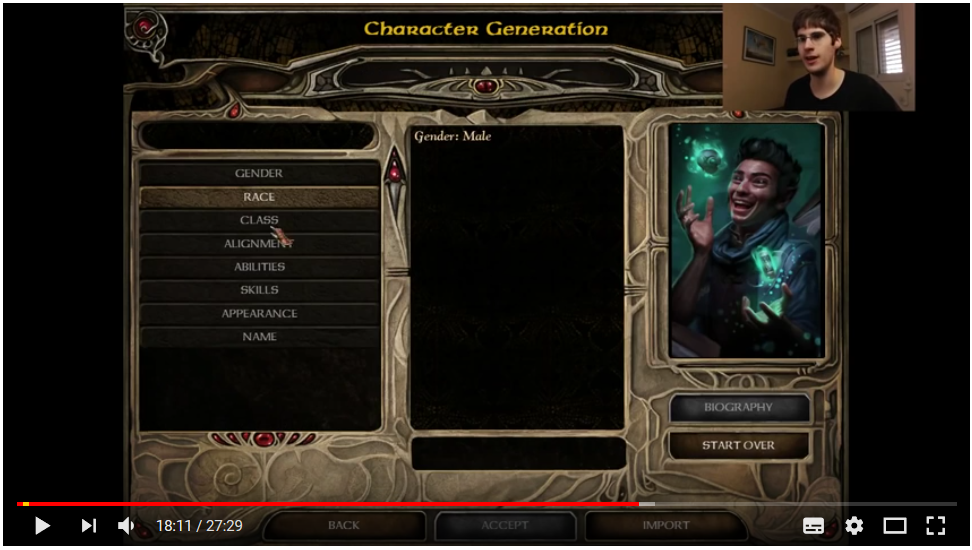 Character Generation
Gender: Male
GENDER
RACE
CLASS
ALIGNMENT
ABILITIES
SKILLS
APPEARANCE
NAME
BIOGRAPHY
START OVER
BACK
ACCEPT
IMPORT
18:11 / 27:29